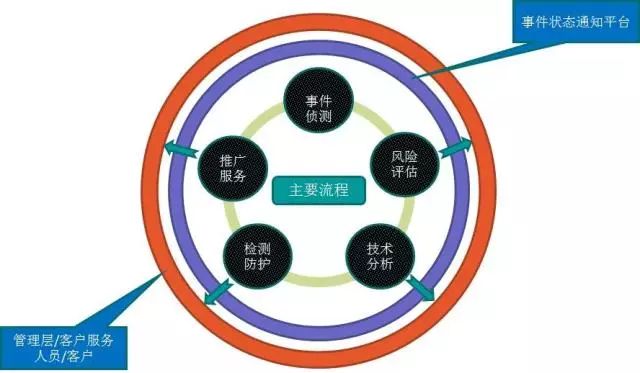 事件状态通知平台
事件
侦测
推广
服务
风险
评估
主要流程
检测
防护
技术
分析
管理层/客户服务
人员/客户